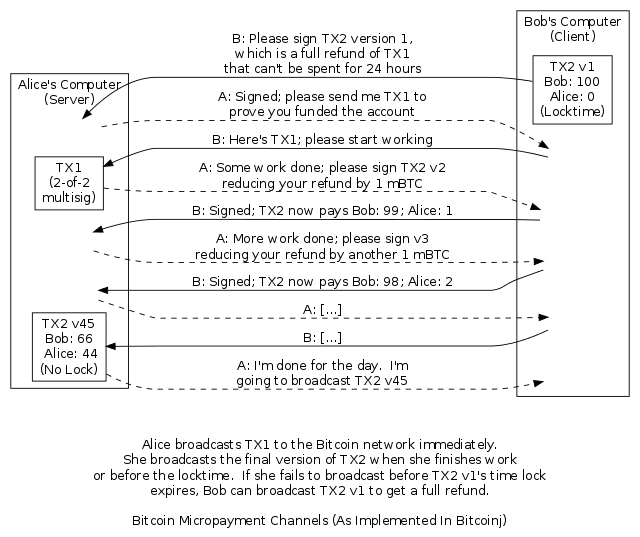 Bob's Computer
(Client)
B: Please sign TX2 version 1,
which is a full refund of TX1
that can't be spent for 24 hours
TX2 v1
Bob: 100
Alice: 0
(Locktime)
Alice's Computer
(Server)
A: Signed; please send me TX1 to
prove you funded the account
B: Here's TX1; please start working
TX1
(2-of-2
multisig)
A: Some work done; please sign TX2 v2
reducing your refund by 1 mBTC
B: Signed; TX2 now pays Bob: 99; Alice: 1
A: More work done; please sign v3
reducing your refund by another 1 mBTC
B: Signed; TX2 now pays Bob: 98; Alice: 2
A: [...]
TX2 v45
Bob: 66
Alice: 44
(No Lock)
B: [...]
A: I'm done for the day.  I'm
going to broadcast TX2 v45
Alice broadcasts TX1 to the Bitcoin network immediately.
She broadcasts the final version of TX2 when she finishes work
or before the locktime.  If she fails to broadcast before TX2 v1's time lock
expires, Bob can broadcast TX2 v1 to get a full refund.
Bitcoin Micropayment Channels (As Implemented In Bitcoinj)